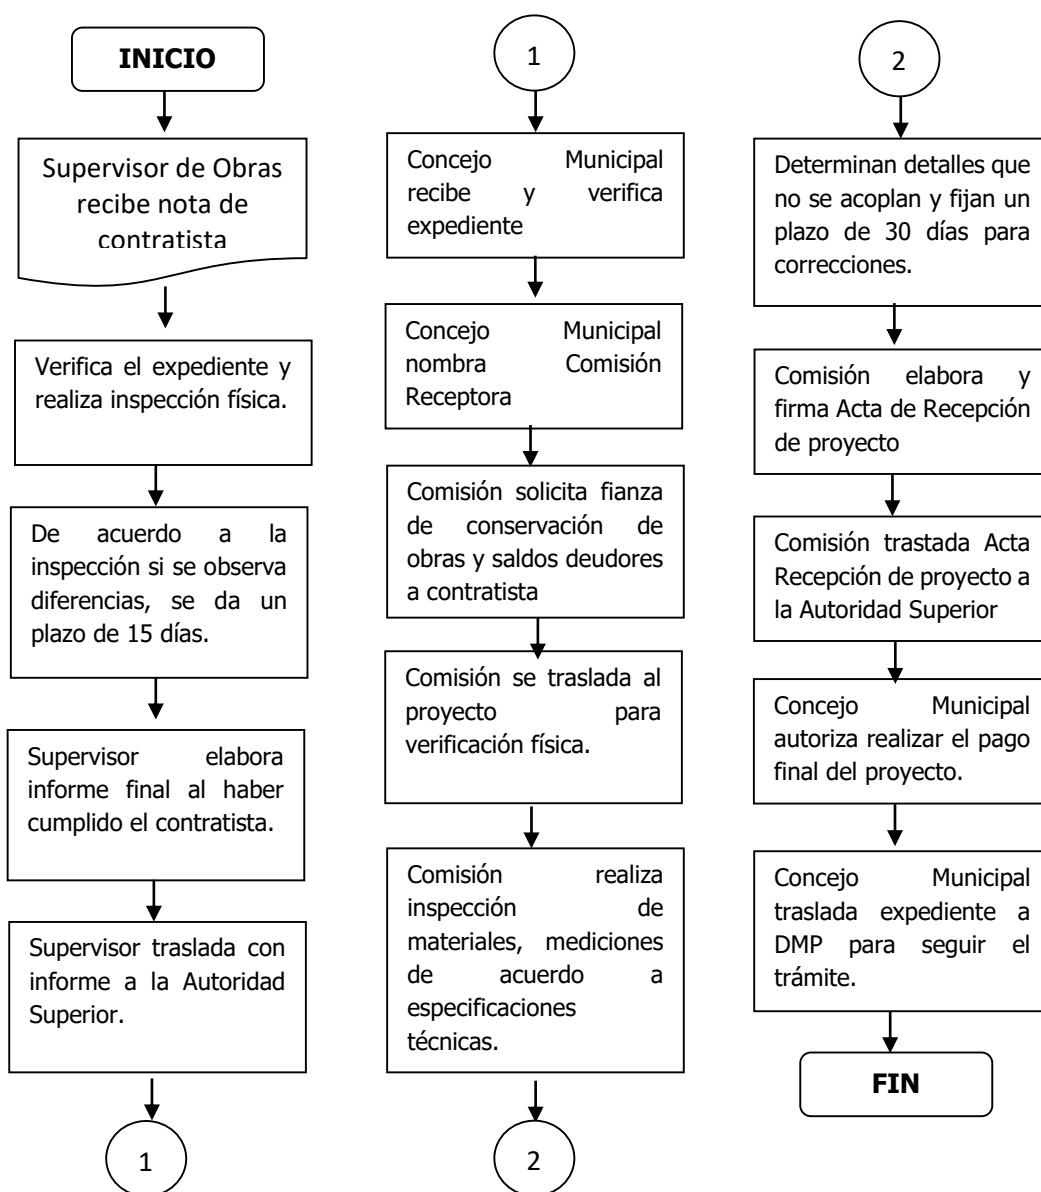 INICIO
Supervisor de Obras
recibe nota de
contratista
Verifica el expediente y
realiza inspección física.
De acuerdo a la
inspección si se observa
diferencias, se da un
plazo de 15 días.
Supervisor elabora
informe final al haber
cumplido el contratista.
Supervisor traslada con
informe a la Autoridad
Superior.
1
1
Concejo Municipal
recibe y verifica
expediente
Concejo Municipal
nombra Comisión
Receptora
Comisión solicita fianza
de conservación de
obras y saldos deudores
a contratista
Comisión se traslada al
proyecto para
verificación física.
Comisión realiza
inspección de
materiales, mediciones
de acuerdo a
especificaciones
técnicas.
2
2
Determinan detalles que
no se acoplan y fijan un
plazo de 30 días para
correcciones.
Comisión elabora y
firma Acta de Recepción
de proyecto
Comisión trastada Acta
Recepción de proyecto a
la Autoridad Superior
Concejo Municipal
autoriza realizar el pago
final del proyecto.
Concejo Municipal
traslada expediente a
DMP para seguir el
trámite.
FIN